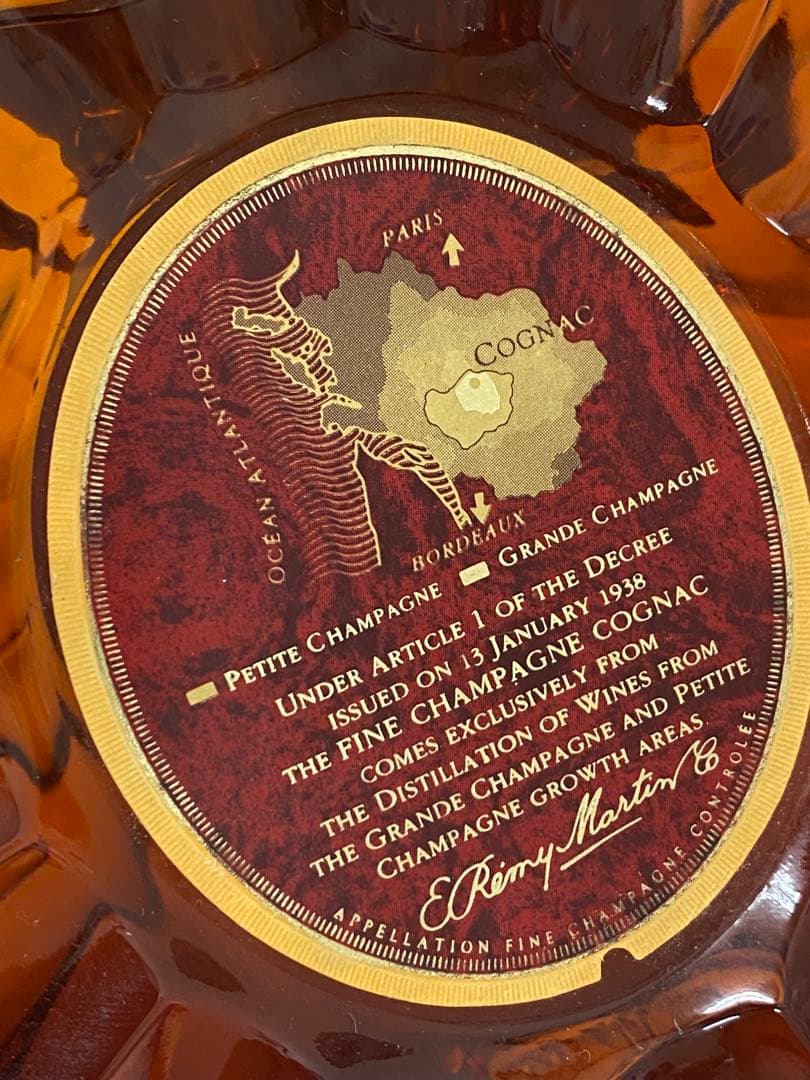 PARIS
COGNAC
OCÉAN ATLANTIQUE
BORDEAUX
PETITE CHAMPAGNE GRANDE CHAMPAGNE
UNDER ARTICLE 1 OF THE DECREE
ISSUED ON 13 JANUARY 1938
THE FINE CHAMPAGNE COGNAC
COMES EXCLUSIVELY FROM
THE DISTILLATION OF WINES FROM
THE GRANDE CHAMPAGNE AND PETITE
CHAMPAGNE GROWTH AREAS.
E Rémy Martin & C
APPELLATION FINE CHAMPAGNE CONTROLÉE